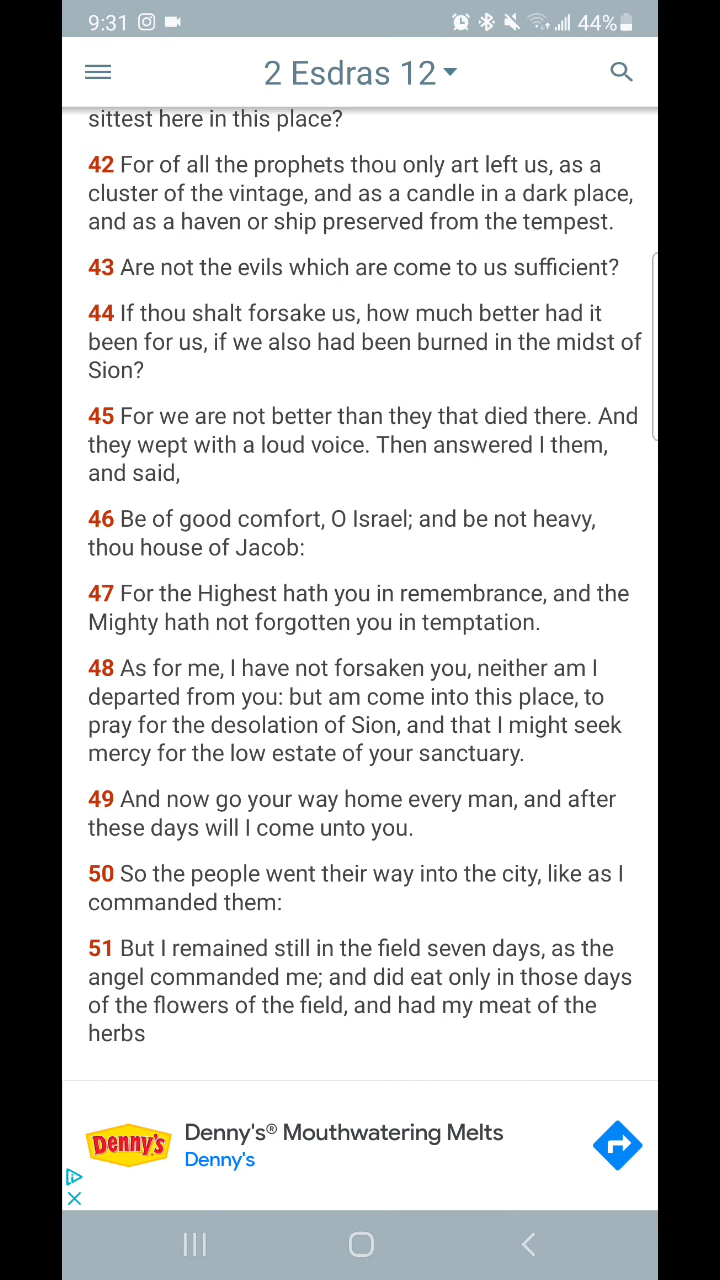 9:31 44%
2 Esdras 12
sittest here in this place?
42 For of all the prophets thou only art left us, as a
cluster of the vintage, and as a candle in a dark place,
and as a haven or ship preserved from the tempest.
43 Are not the evils which are come to us sufficient?
44 If thou shalt forsake us, how much better had it
been for us, if we also had been burned in the midst of
Sion?
45 For we are not better than they that died there. And
they wept with a loud voice. Then answered I them,
and said,
46 Be of good comfort, O Israel; and be not heavy,
thou house of Jacob:
47 For the Highest hath you in remembrance, and the
Mighty hath not forgotten you in temptation.
48 As for me, I have not forsaken you, neither am I
departed from you: but am come into this place, to
pray for the desolation of Sion, and that I might seek
mercy for the low estate of your sanctuary.
49 And now go your way home every man, and after
these days will I come unto you.
50 So the people went their way into the city, like as I
commanded them:
51 But I remained still in the field seven days, as the
angel commanded me; and did eat only in those days
of the flowers of the field, and had my meat of the
herbs
Denny's
Denny's® Mouthwatering Melts
Denny's